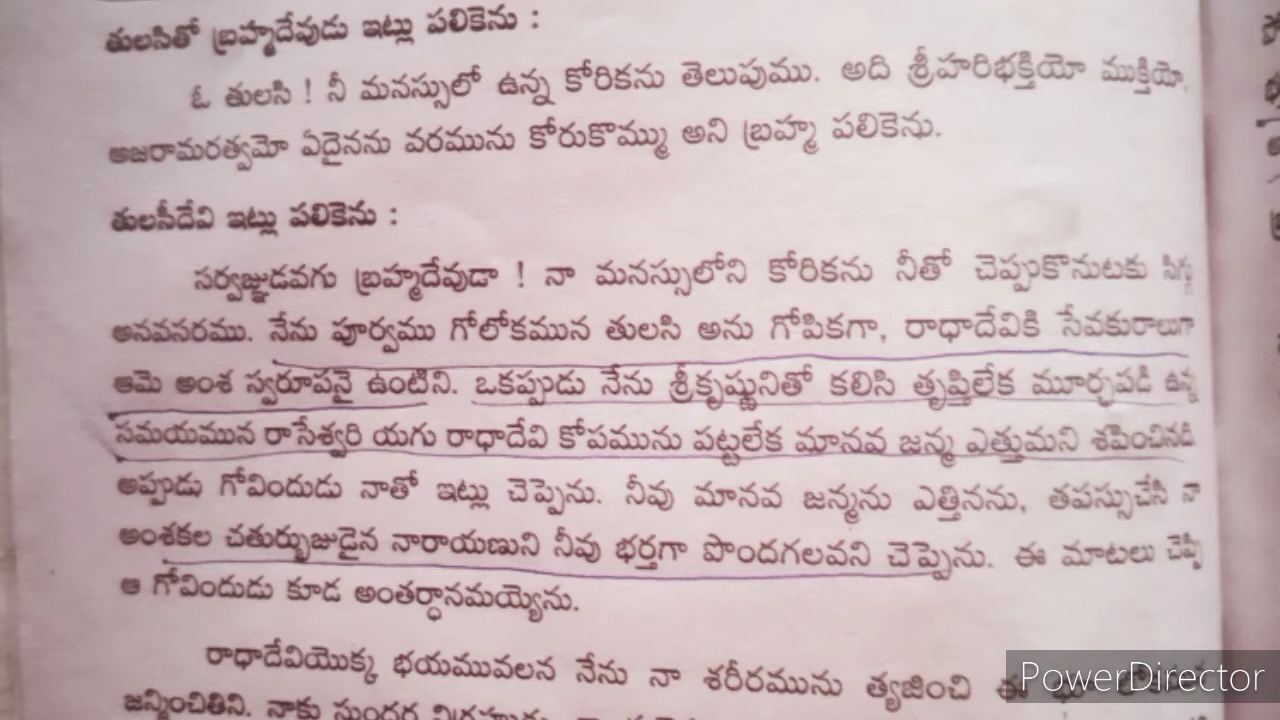 తులసితో బ్రహ్మదేవుడు ఇట్లు పలికెను :
ఓ తులసి ! నీ మనస్సులో ఉన్న కోరికను తెలుపుము. అది శ్రీహరిభక్తియో ముక్తియో,
అజరామరత్వమో ఏదైనను వరమును కోరుకొమ్ము అని బ్రహ్మ పలికెను.
తులసీదేవి ఇట్లు పలికెను :
సర్వజ్ఞుడవగు బ్రహ్మదేవుడా ! నా మనస్సులోని కోరికను నీతో చెప్పుకొనుటకు సిగ్గు
అనవసరము. నేను పూర్వము గోలోకమున తులసి అను గోపికగా, రాధాదేవికి సేవకురాలుగా
ఆమె అంశ స్వరూపనై ఉంటిని. ఒకప్పుడు నేను శ్రీకృష్ణునితో కలిసి తృప్తిలేక మూర్ఛపడి ఉన్న
సమయమున రాసేశ్వరి యగు రాధాదేవి కోపమును పట్టలేక మానవ జన్మ ఎత్తుమని శపించినది
అప్పుడు గోవిందుడు నాతో ఇట్లు చెప్పెను. నీవు మానవ జన్మను ఎత్తినను, తపస్సుచేసి నా
అంశకల చతుర్భుజుడైన నారాయణుని నీవు భర్తగా పొందగలవని చెప్పెను. ఈ మాటలు చెప్పి
ఆ గోవిందుడు కూడ అంతర్ధానమయ్యెను.
రాధాదేవియొక్క భయమువలన నేను నా శరీరమును త్యజించి ఈ
జన్మించితిని. నాకు సుందర
PowerDirector